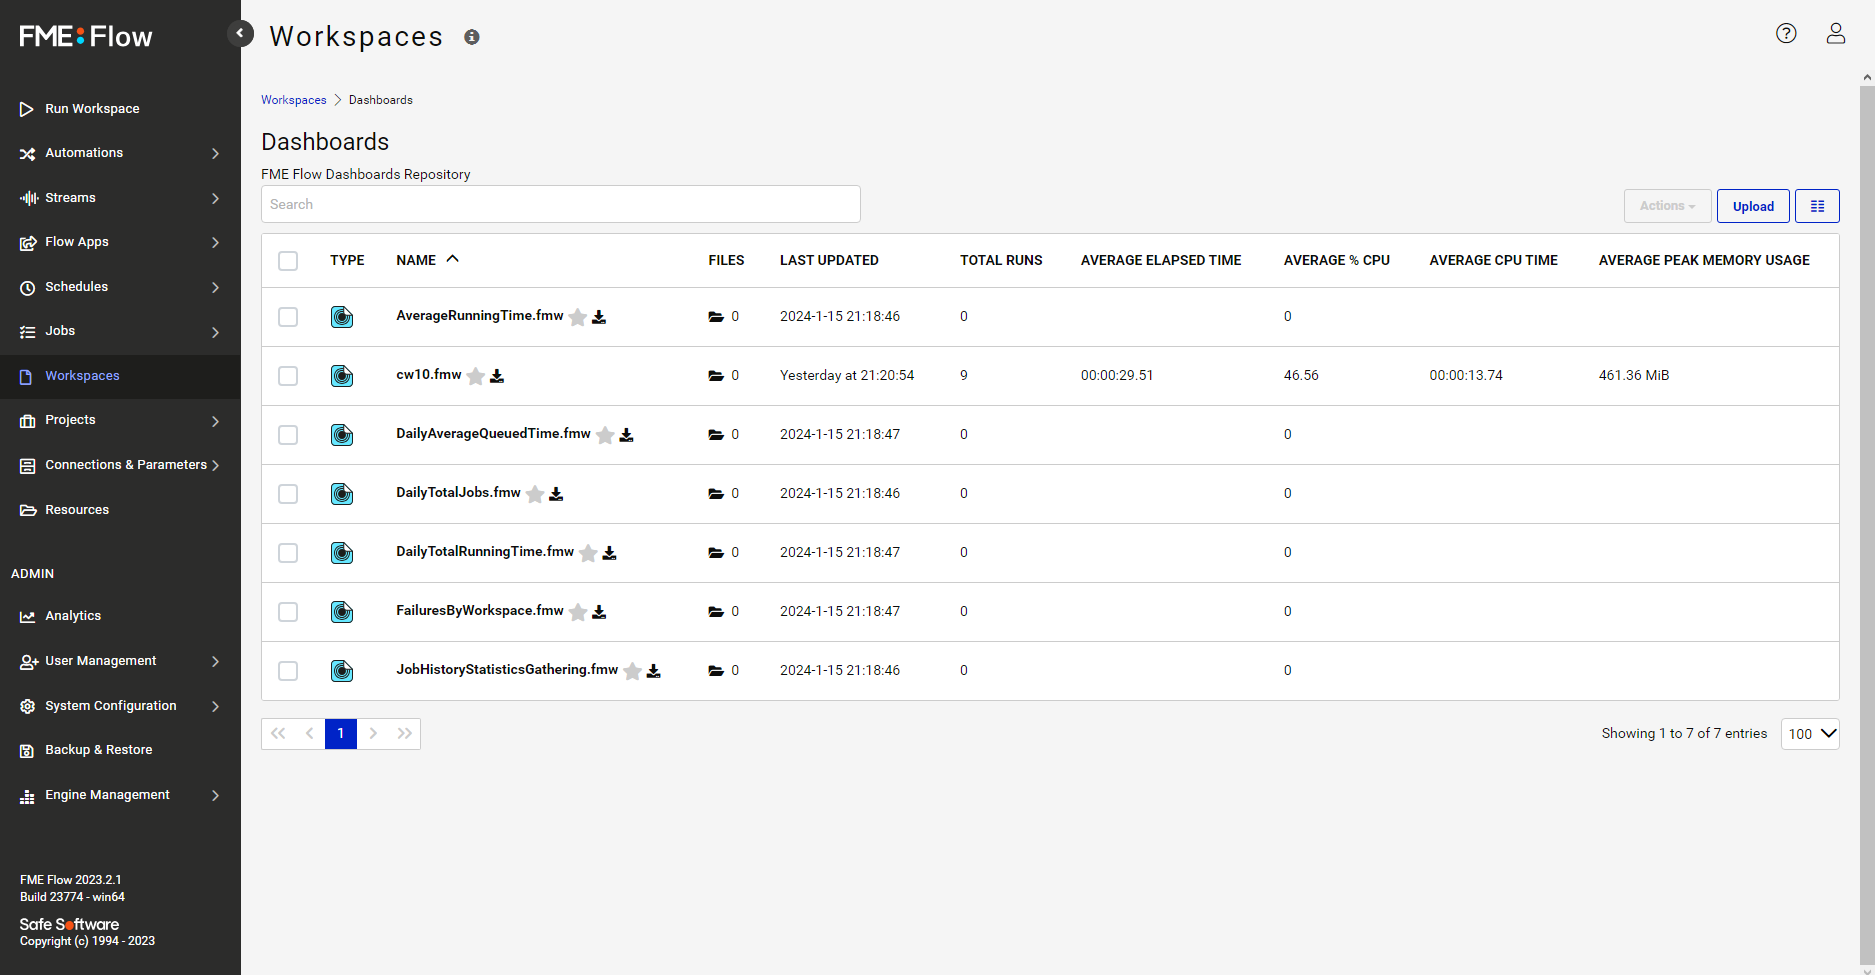 FME:Flow
Workspaces
Run Workspace
Automations
Streams
Flow Apps
Schedules
Jobs
Workspaces
Projects
Connections & Parameters
Resources
ADMIN
Analytics
User Management
System Configuration
Backup & Restore
Engine Management
FME Flow 2023.2.1
Build 23774 - win64
Safe Software
Copyright (c) 1994 - 2023
Workspaces > Dashboards
Dashboards
FME Flow Dashboards Repository
Search
Actions
Upload
TYPE NAME FILES LAST UPDATED TOTAL RUNS AVERAGE ELAPSED TIME AVERAGE % CPU AVERAGE CPU TIME AVERAGE PEAK MEMORY USAGE
AverageRunningTime.fmw 0 2024-1-15 21:18:46 0 0
cw10.fmw 0 Yesterday at 21:20:54 9 00:00:29.51 46.56 00:00:13.74 461.36 MiB
DailyAverageQueuedTime.fmw 0 2024-1-15 21:18:47 0 0
DailyTotalJobs.fmw 0 2024-1-15 21:18:46 0 0
DailyTotalRunningTime.fmw 0 2024-1-15 21:18:47 0 0
FailuresByWorkspace.fmw 0 2024-1-15 21:18:47 0 0
JobHistoryStatisticsGathering.fmw 0 2024-1-15 21:18:46 0 0
1
Showing 1 to 7 of 7 entries 100